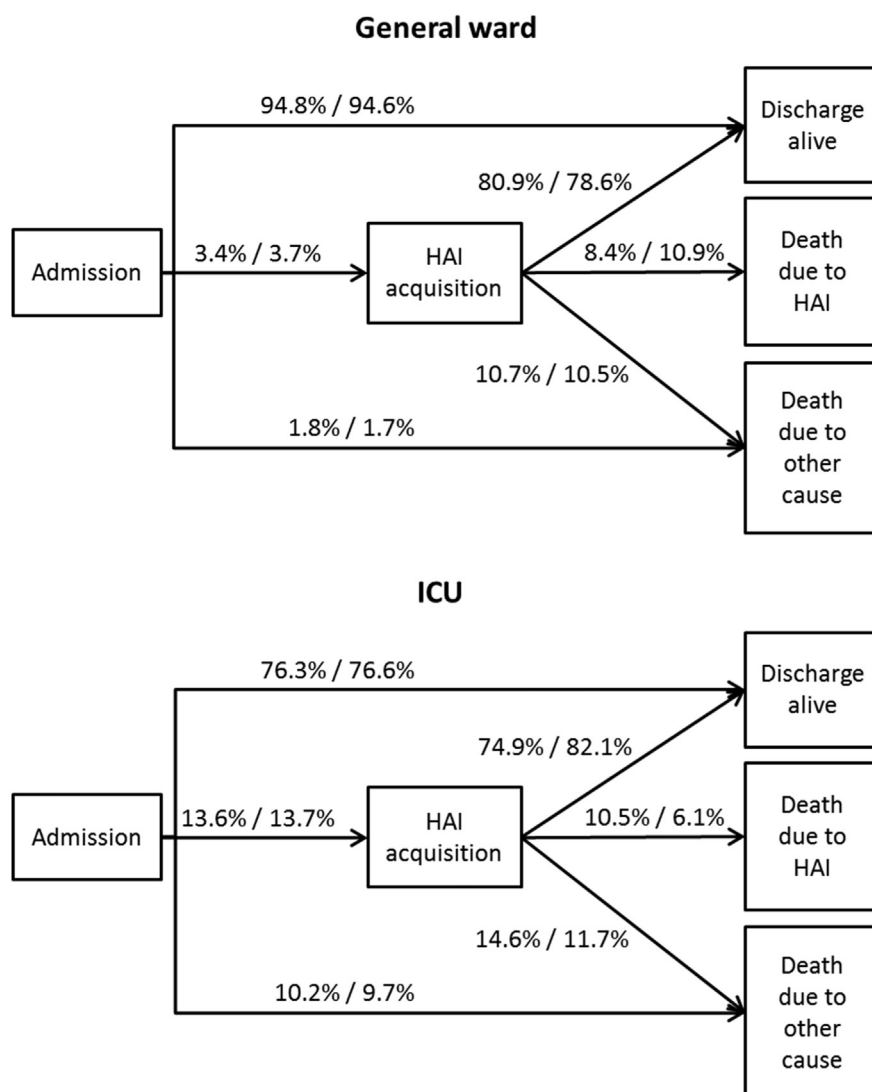 General ward
94.8% / 94.6%
Discharge
alive
80.9% / 78.6%
Admission
3.4% / 3.7%
HAI
acquisition
8.4% / 10.9%
Death
due to
HAI
10.7% / 10.5%
1.8% / 1.7%
Death
due to
other
cause
ICU
76.3% / 76.6%
Discharge
alive
74.9% / 82.1%
Admission
13.6% / 13.7%
HAI
acquisition
10.5% / 6.1%
Death
due to
HAI
14.6% / 11.7%
10.2% / 9.7%
Death
due to
other
cause